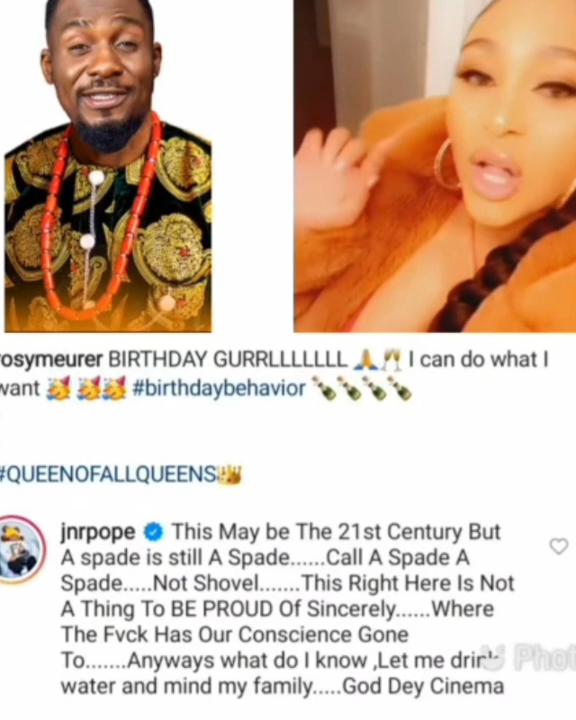 rosymeurer BIRTHDAY GURRLLLLLLL 🙏🥂 I can do what I
want 🥳 🥳🥳 #birthdaybehavior 🍾🍾🍾🍾
#QUEENOFALLQUEENS👑
jnrpope This May be The 21st Century But
A spade is still A Spade......Call A Spade A
Spade.....Not Shovel.......This Right Here Is Not
A Thing To BE PROUD Of Sincerely......Where
The Fvck Has Our Conscience Gone
To.......Anyways what do I know ,Let me drink
water and mind my family.....God Dey Cinema
Phot